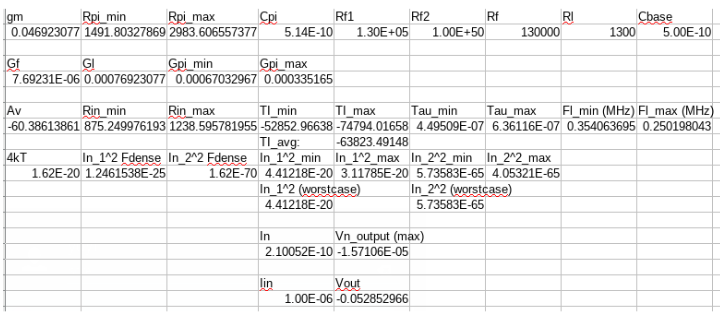 gm Rpi_min Rpi_max Cpi Rf1 Rf2 Rf Rl Cbase
0.046923077 1491.80327869 2983.606557377 5.14E-10 1.30E+05 1.00E+50 130000 1300 5.00E-10
Gf Gl Gpi_min Gpi_max
7.69231E-06 0.00076923077 0.00067032967 0.000335165
Av Rin_min Rin_max TI_min TI_max Tau_min Tau_max Fl_min (MHz) Fl_max (MHz)
-60.38613861 875.249976193 1238.595781955 -52852.96638 -74794.01658 4.49509E-07 6.36116E-07 0.354063695 0.250198043
TI_avg: -63823.49148
4kT In_1^2 Fdense In_2^2 Fdense In_1^2_min In_1^2_max In_2^2_min In_2^2_max
1.62E-20 1.2461538E-25 1.62E-70 4.41218E-20 3.11785E-20 5.73583E-65 4.05321E-65
In_1^2 (worstcase) In_2^2 (worstcase)
4.41218E-20 5.73583E-65
In Vn_output (max)
2.10052E-10 -1.57106E-05
Iin Vout
1.00E-06 -0.052852966